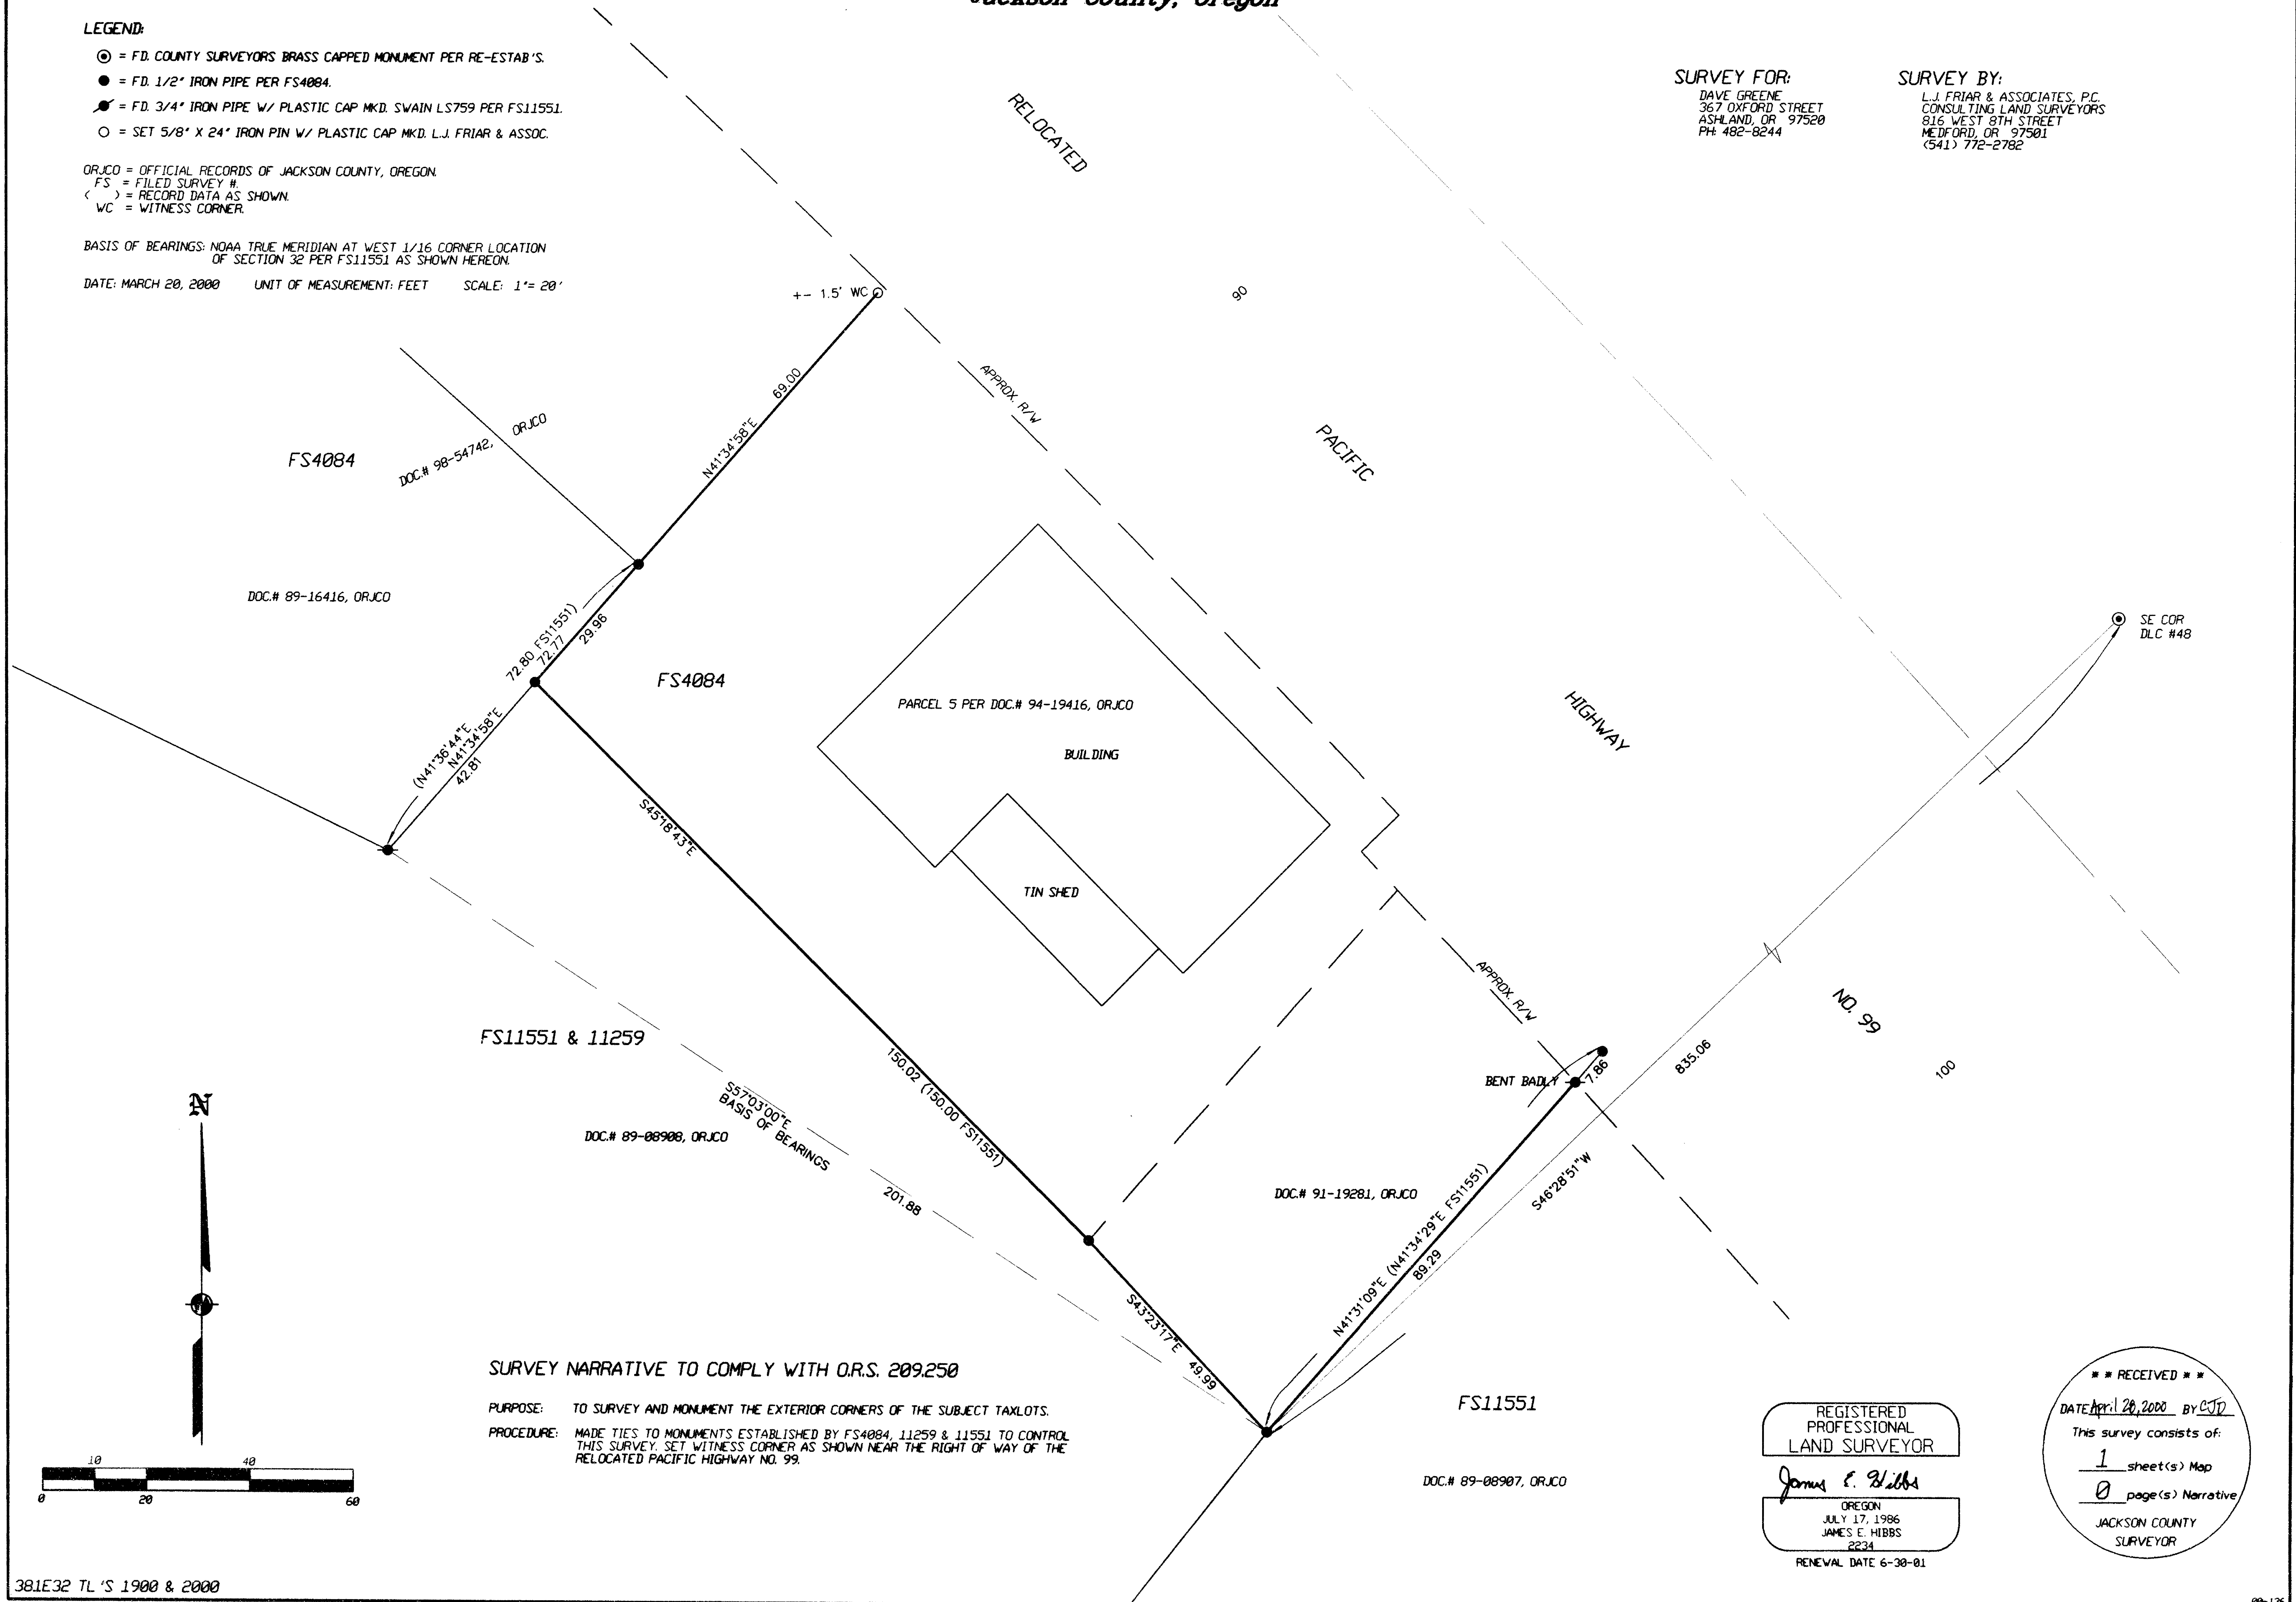 Jackson County, Oregon
LEGEND:
= FD. COUNTY SURVEYORS BRASS CAPPED MONUMENT PER RE-ESTAB'S.
= FD. 1/2" IRON PIPE PER FS4084.
= FD. 3/4" IRON PIPE W/ PLASTIC CAP MKD. SWAIN LS759 PER FS11551.
= SET 5/8" X 24" IRON PIN W/ PLASTIC CAP MKD. L.J. FRIAR & ASSOC.
ORJCO = OFFICIAL RECORDS OF JACKSON COUNTY, OREGON.
FS = FILED SURVEY #.
( ) = RECORD DATA AS SHOWN.
WC = WITNESS CORNER.
BASIS OF BEARINGS: NOAA TRUE MERIDIAN AT WEST 1/16 CORNER LOCATION
OF SECTION 32 PER FS11551 AS SHOWN HEREON.
DATE: MARCH 20, 2000 UNIT OF MEASUREMENT: FEET SCALE: 1"= 20'
SURVEY FOR:
DAVE GREENE
367 OXFORD STREET
ASHLAND, OR 97520
PH: 482-8244
SURVEY BY:
L.J. FRIAR & ASSOCIATES, P.C.
CONSULTING LAND SURVEYORS
816 WEST 8TH STREET
MEDFORD, OR 97501
(541) 772-2782
RELOCATED
PACIFIC
HIGHWAY
NO. 99
90
100
+- 1.5' WC
APPROX. R/W
69.00
N41°34'58"E
FS4084
DOC.# 98-54742, ORJCO
DOC.# 89-16416, ORJCO
72.80 FS11551)
72.77
29.96
(N41°36'44"E
N41°34'58"E
42.81
FS4084
PARCEL 5 PER DOC.# 94-19416, ORJCO
BUILDING
TIN SHED
SE COR
DLC #48
S45°18'43"E
150.02 (150.00 FS11551)
FS11551 & 11259
DOC.# 89-08908, ORJCO
S57°03'00"E
BASIS OF BEARINGS
201.88
APPROX. R/W
BENT BADLY
7.86
835.06
S46°28'51"W
DOC.# 91-19281, ORJCO
N41°31'09"E (N41°34'29"E FS11551)
89.29
S43°23'17"E 49.99
FS11551
DOC.# 89-08907, ORJCO
N
10 40
0 20 60
SURVEY NARRATIVE TO COMPLY WITH O.R.S. 209.250
PURPOSE: TO SURVEY AND MONUMENT THE EXTERIOR CORNERS OF THE SUBJECT TAXLOTS.
PROCEDURE: MADE TIES TO MONUMENTS ESTABLISHED BY FS4084, 11259 & 11551 TO CONTROL
THIS SURVEY. SET WITNESS CORNER AS SHOWN NEAR THE RIGHT OF WAY OF THE
RELOCATED PACIFIC HIGHWAY NO. 99.
REGISTERED
PROFESSIONAL
LAND SURVEYOR
James E. Hibbs
OREGON
JULY 17, 1986
JAMES E. HIBBS
2234
RENEWAL DATE 6-30-01
* * RECEIVED * *
DATE April 20, 2000 BY CJD
This survey consists of:
1 sheet(s) Map
0 page(s) Narrative
JACKSON COUNTY
SURVEYOR
381E32 TL 'S 1900 & 2000